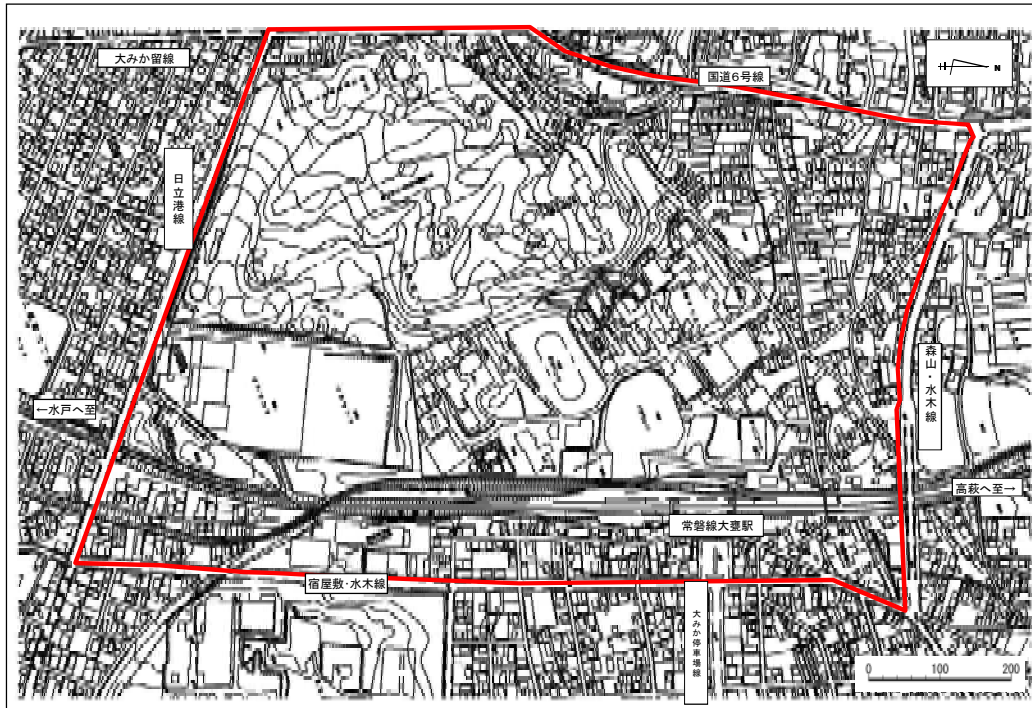 大みか留線
国道6号線
N
日立港線
森山・水木線
←水戸へ至
高萩へ至→
常磐線大甕駅
宿屋敷・水木線
大みか停車場線
0 100 200